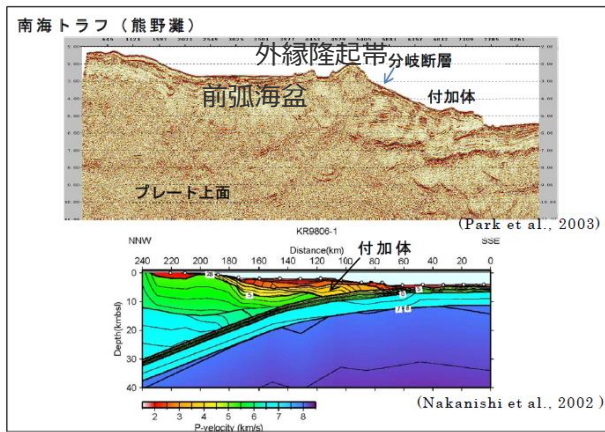 南海トラフ（熊野灘）
外縁隆起帯
分岐断層
前弧海盆
付加体
プレート上面
(Park et al., 2003)
KR9806-1
NNW
Distance(km)
付加体
SSE
240 220 200 180 160 140 120 100 80 60 40 20 0
0
10
20
30
40
Depth(kmbsl)
(Nakanishi et al., 2002 )
2 3 4 5 6 7 8
P-velocity (km/s)